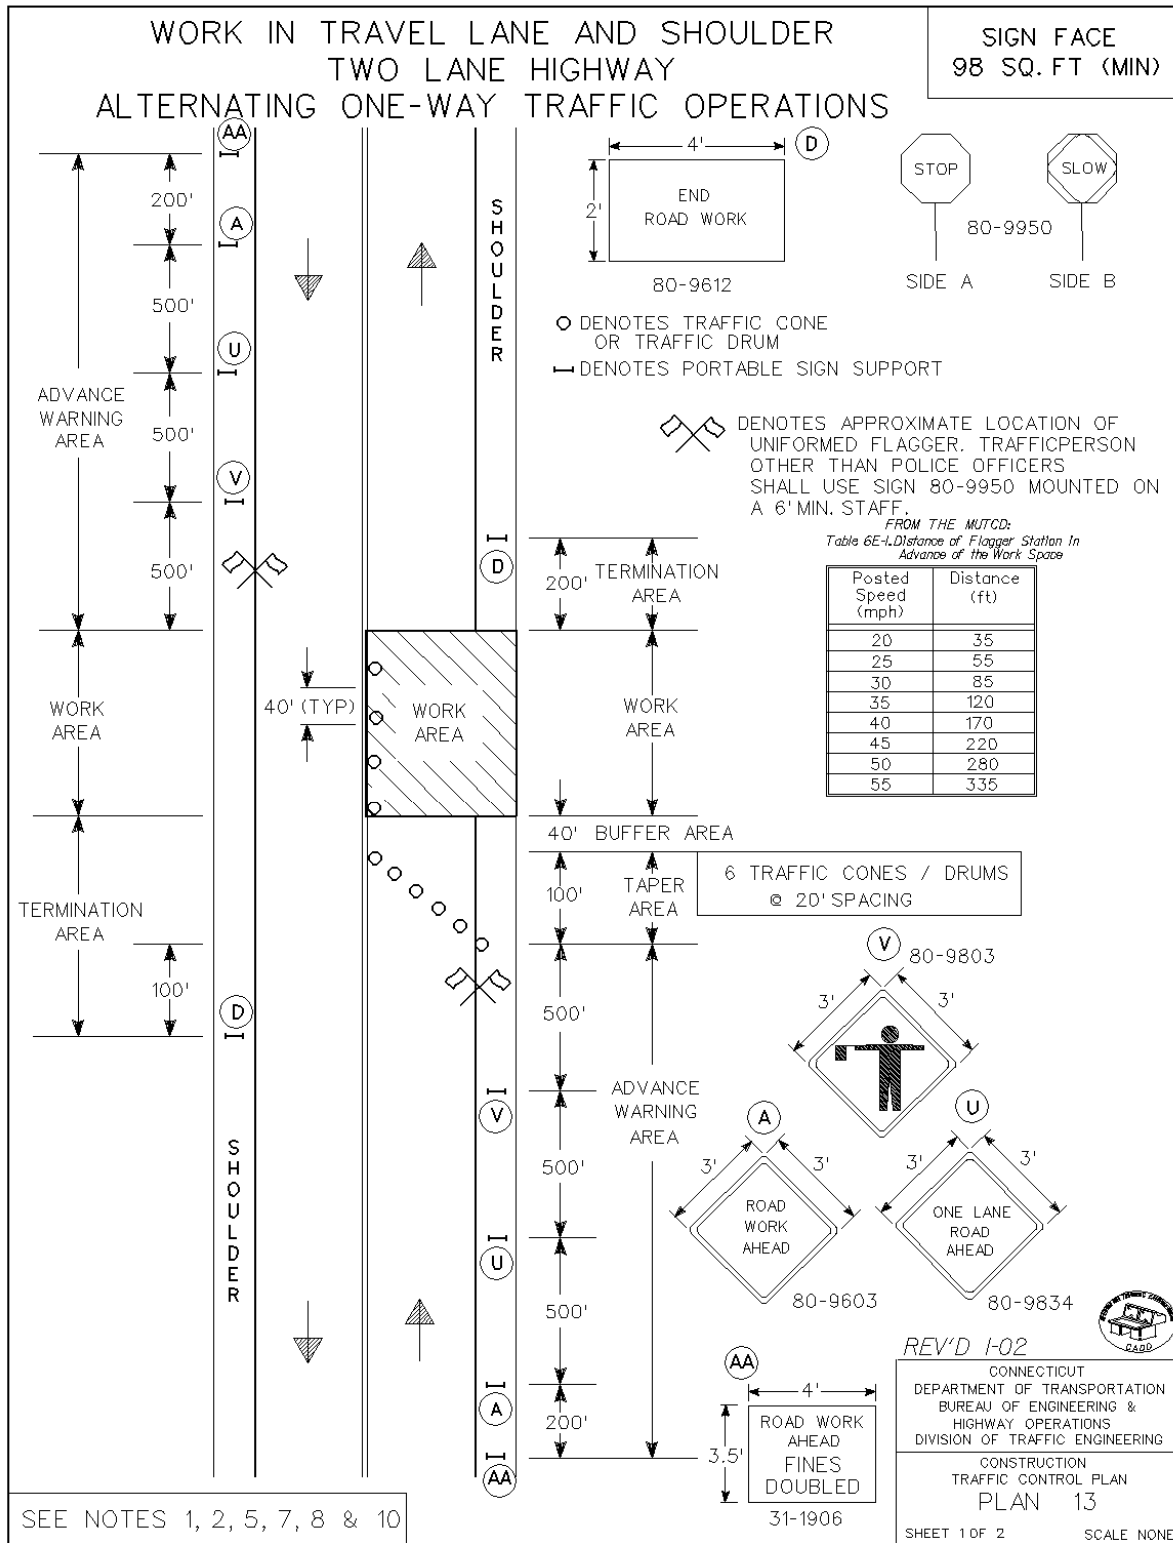 WORK IN TRAVEL LANE AND SHOULDER
TWO LANE HIGHWAY
ALTERNATING ONE-WAY TRAFFIC OPERATIONS
SIGN FACE
98 SQ. FT (MIN)
AA
200'
A
500'
U
500'
V
500'
ADVANCE
WARNING
AREA
WORK
AREA
TERMINATION
AREA
100'
D
SHOULDER
SHOULDER
40' (TYP)
WORK
AREA
D
200'
TERMINATION
AREA
WORK
AREA
40' BUFFER AREA
100'
TAPER
AREA
6 TRAFFIC CONES / DRUMS
@ 20' SPACING
500'
V
500'
U
500'
A
200'
AA
ADVANCE
WARNING
AREA
4'
D
2'
END
ROAD WORK
80-9612
STOP
SLOW
80-9950
SIDE A
SIDE B
DENOTES TRAFFIC CONE
OR TRAFFIC DRUM
DENOTES PORTABLE SIGN SUPPORT
DENOTES APPROXIMATE LOCATION OF
UNIFORMED FLAGGER. TRAFFICPERSON
OTHER THAN POLICE OFFICERS
SHALL USE SIGN 80-9950 MOUNTED ON
A 6' MIN. STAFF.
FROM THE MUTCD:
Table 6E-1. Distance of Flagger Station in
Advance of the Work Space
Posted Speed (mph) Distance (ft)
20 35
25 55
30 85
35 120
40 170
45 220
50 280
55 335
V
80-9803
3'
3'
A
3'
3'
ROAD
WORK
AHEAD
80-9603
U
3'
3'
ONE LANE
ROAD
AHEAD
80-9834
AA
4'
3.5'
ROAD WORK
AHEAD
FINES
DOUBLED
31-1906
CADD
REV'D 1-02
CONNECTICUT
DEPARTMENT OF TRANSPORTATION
BUREAU OF ENGINEERING &
HIGHWAY OPERATIONS
DIVISION OF TRAFFIC ENGINEERING
CONSTRUCTION
TRAFFIC CONTROL PLAN
PLAN 13
SHEET 1 OF 2 SCALE NONE
SEE NOTES 1, 2, 5, 7, 8 & 10